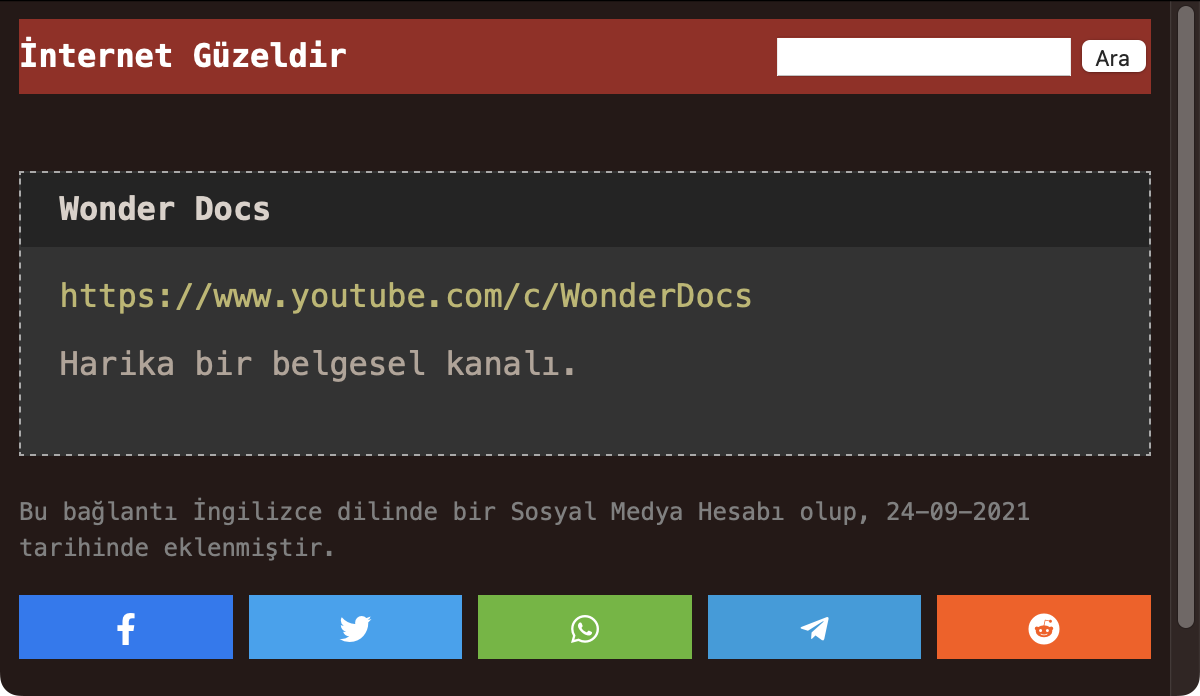 İnternet Güzeldir
Ara
Wonder Docs
https://www.youtube.com/c/WonderDocs
Harika bir belgesel kanalı.
Bu bağlantı İngilizce dilinde bir Sosyal Medya Hesabı olup, 24-09-2021
tarihinde eklenmiştir.